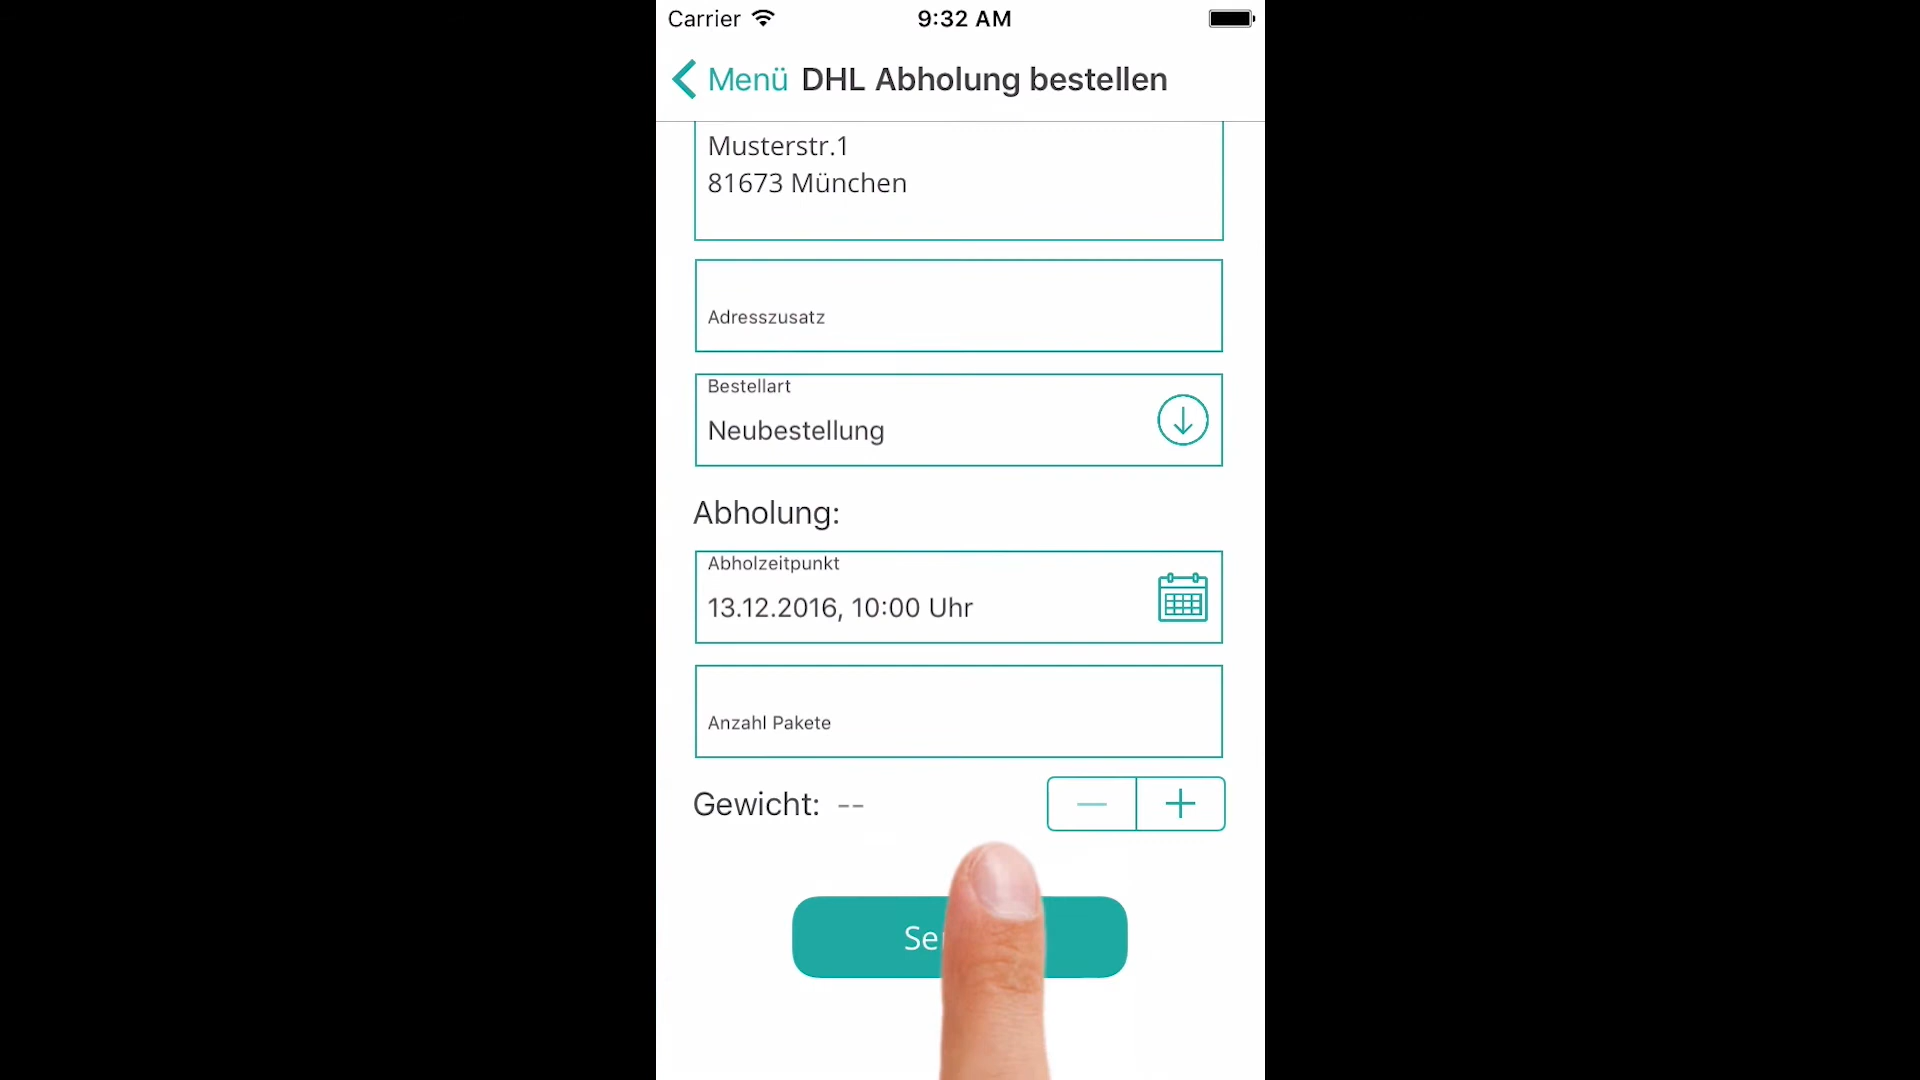 Carrier
9:32 AM
Menü DHL Abholung bestellen
Musterstr.1
81673 München
Adresszusatz
Bestellart
Neubestellung
Abholung:
Abholzeitpunkt
13.12.2016, 10:00 Uhr
Anzahl Pakete
Gewicht: --